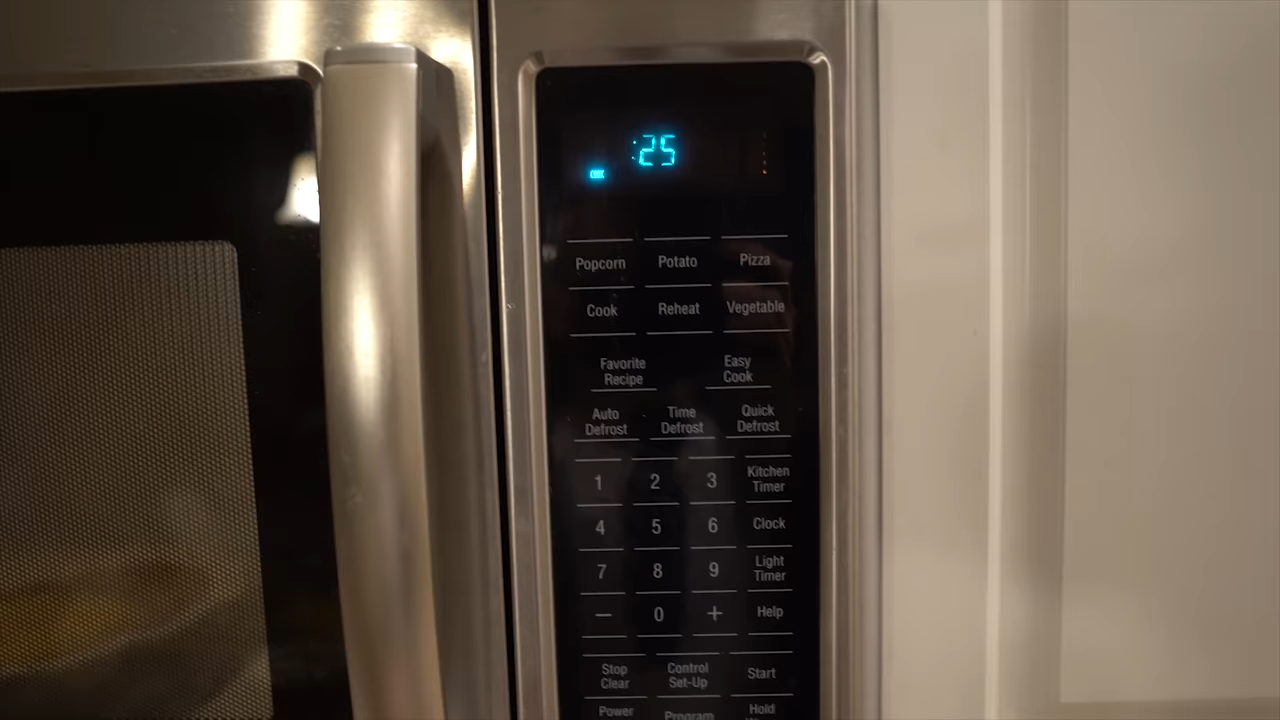 :25
Popcorn Potato Pizza
Cook Reheat Vegetable
Favorite Easy
Recipe Cook
Auto Time Quick
Defrost Defrost Defrost
1 2 3 Kitchen
Timer
4 5 6 Clock
7 8 9 Light
Timer
− 0 + Help
Stop Control Start
Clear Set-Up
Power Program Hold